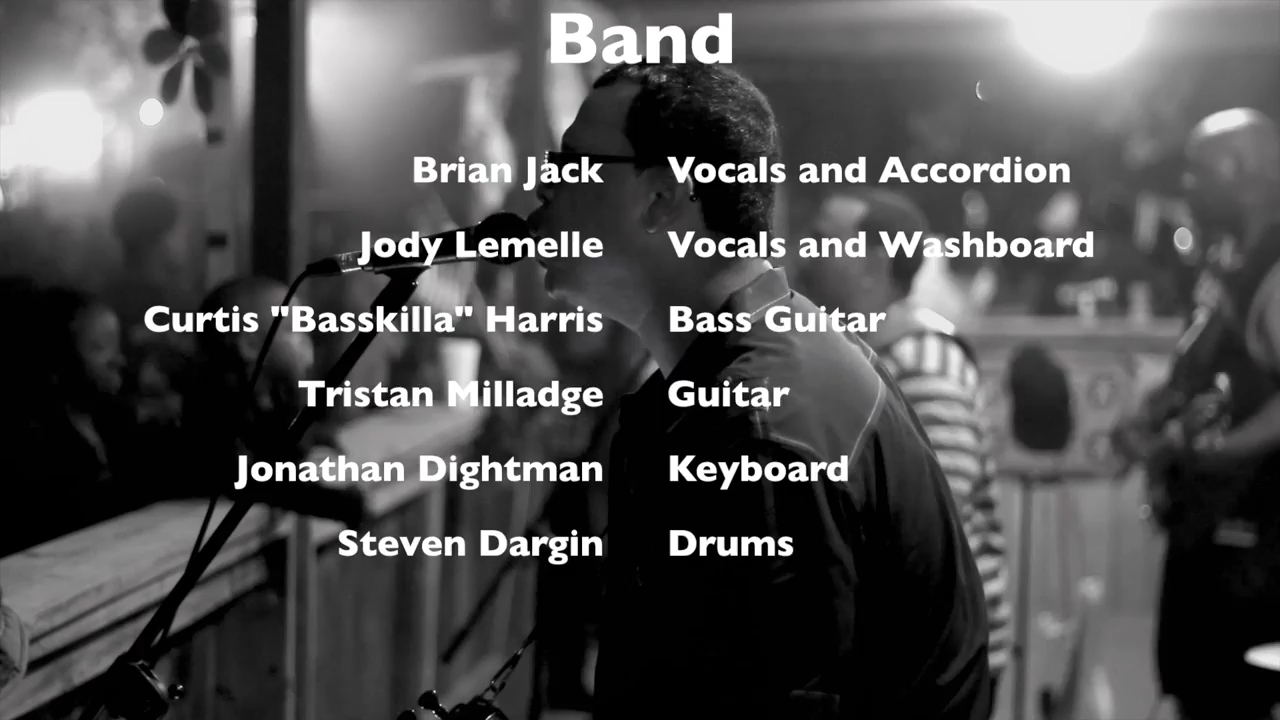 Band
Brian Jack Vocals and Accordion
Jody Lemelle Vocals and Washboard
Curtis "Basskilla" Harris Bass Guitar
Tristan Milladge Guitar
Jonathan Dightman Keyboard
Steven Dargin Drums